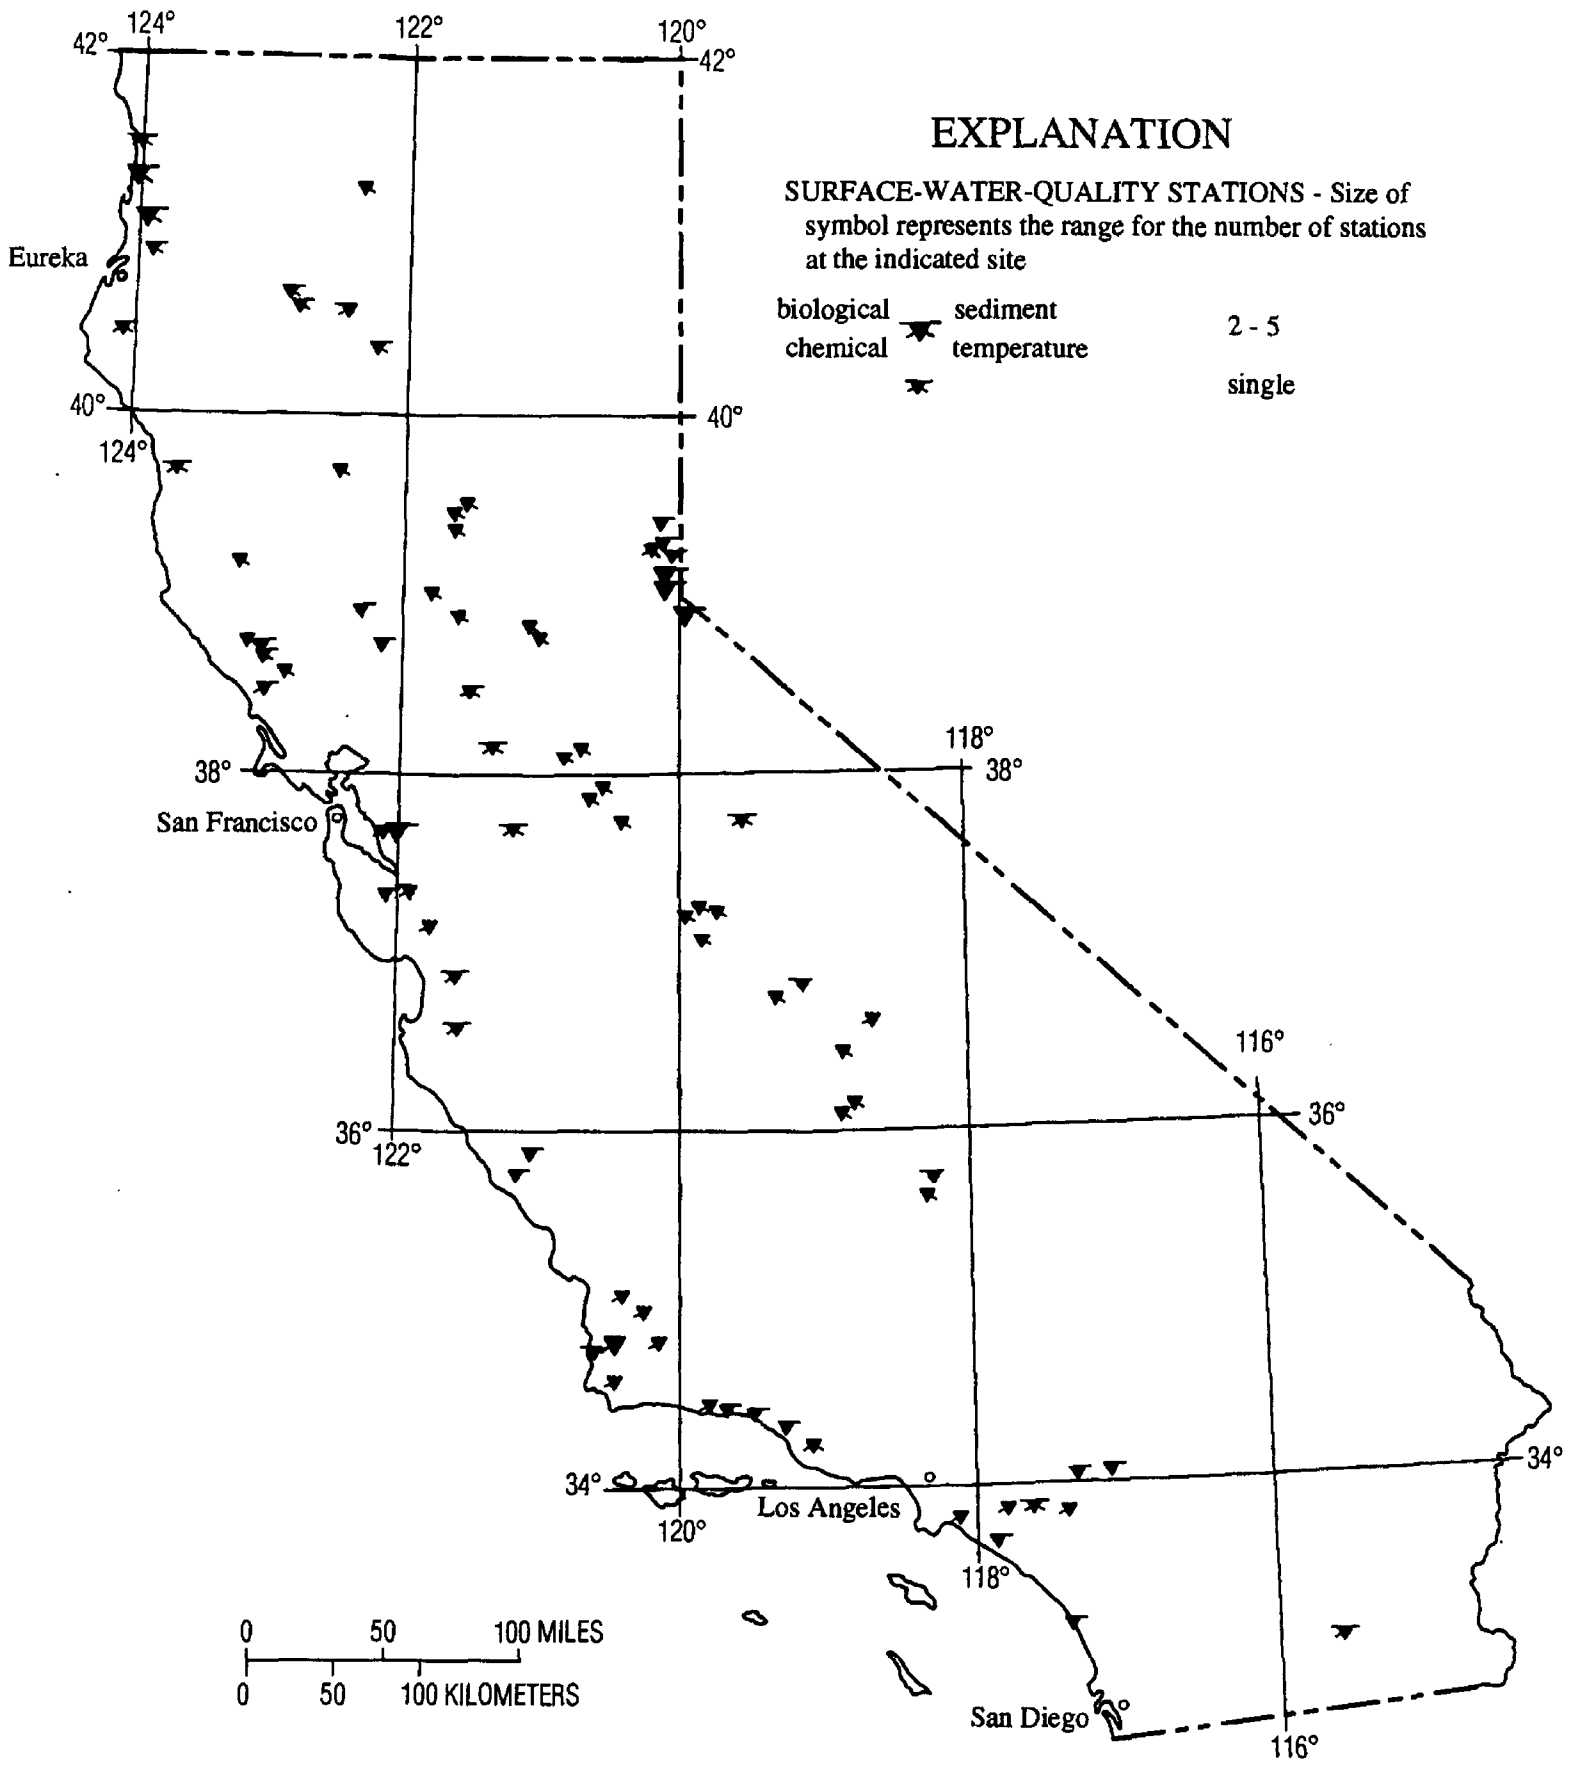 124°
122°
120°
42°
42°
EXPLANATION
SURFACE-WATER-QUALITY STATIONS - Size of
symbol represents the range for the number of stations
at the indicated site
biological sediment
2 - 5
chemical temperature
single
Eureka
40°
40°
124°
118°
38°
38°
San Francisco
116°
36°
36°
122°
34°
34°
Los Angeles
120°
118°
0 50 100 MILES
0 50 100 KILOMETERS
San Diego
116°